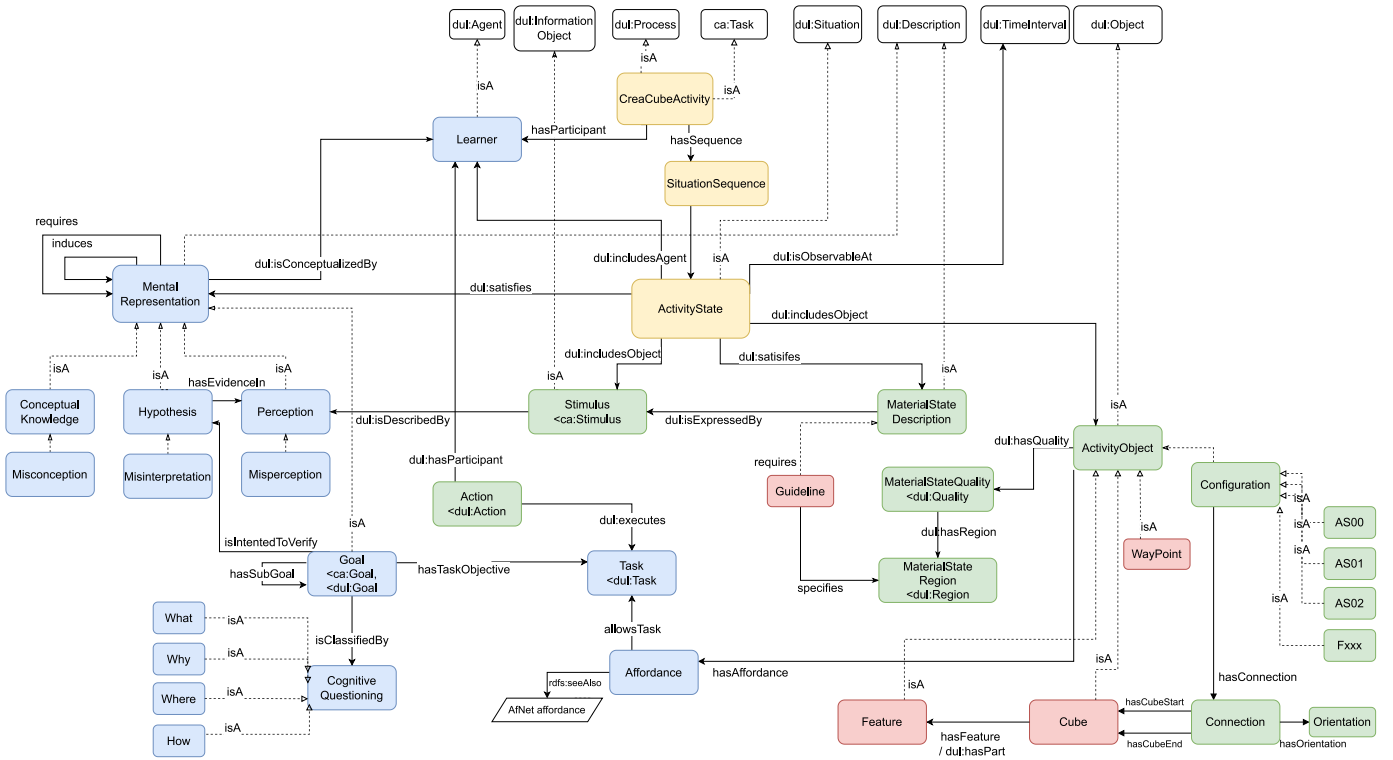 dul:Agent
dul:Information
Object
dul:Process
ca:Task
dul:Situation
dul:Description
dul:TimeInterval
dul:Object
isA
isA
isA
CreaCubeActivity
hasParticipant
Learner
hasSequence
SituationSequence
requires
induces
dul:isConceptualizedBy
dul:includesAgent
isA
dul:isObservableAt
Mental
Representation
dul:satisfies
ActivityState
dul:includesObject
dul:includesObject
dul:satisifes
isA
isA
isA
isA
isA
hasEvidenceIn
Conceptual
Knowledge
Hypothesis
Perception
Stimulus
<ca:Stimulus
MaterialState
Description
isA
dul:isDescribedBy
dul:isExpressedBy
dul:hasQuality
ActivityObject
Misconception
Misinterpretation
Misperception
dul:hasParticipant
requires
Guideline
MaterialStateQuality
<dul:Quality
Configuration
Action
<dul:Action
isA
isA
isA
isA
AS00
AS01
AS02
Fxxx
isA
isA
WayPoint
dul:executes
dul:hasRegion
isIntentedToVerify
hasSubGoal
Goal
<ca:Goal,
<dul:Goal
hasTaskObjective
Task
<dul:Task
specifies
MaterialState
Region
<dul:Region
What
isA
Why
isA
Where
isA
How
isA
isClassifiedBy
Cognitive
Questioning
allowsTask
Affordance
hasAffordance
rdfs:seeAlso
AfNet affordance
isA
isA
hasConnection
Feature
hasFeature
/ dul:hasPart
Cube
hasCubeStart
hasCubeEnd
Connection
hasOrientation
Orientation